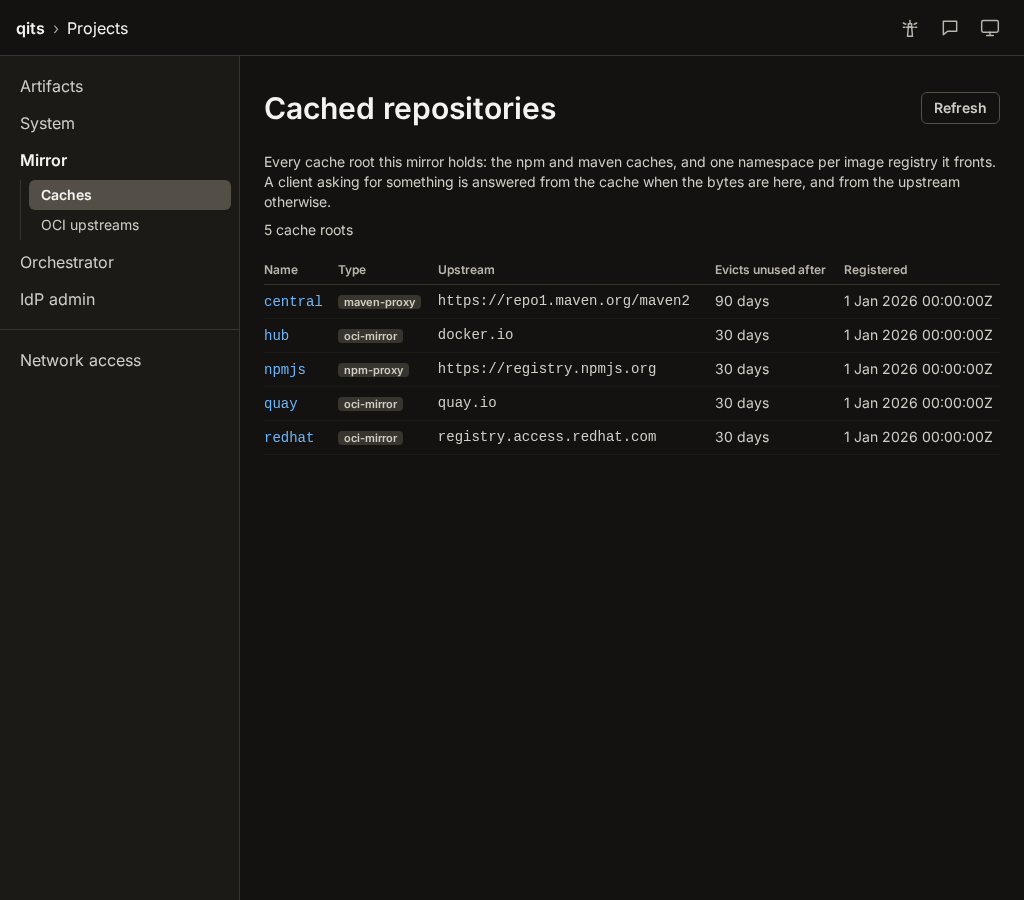 qits › Projects
Artifacts
System
Mirror
Caches
OCI upstreams
Orchestrator
IdP admin
Network access
Cached repositories
Refresh
Every cache root this mirror holds: the npm and maven caches, and one namespace per image registry it fronts.
A client asking for something is answered from the cache when the bytes are here, and from the upstream
otherwise.
5 cache roots
Name Type Upstream Evicts unused after Registered
central maven-proxy https://repo1.maven.org/maven2 90 days 1 Jan 2026 00:00:00Z
hub oci-mirror docker.io 30 days 1 Jan 2026 00:00:00Z
npmjs npm-proxy https://registry.npmjs.org 30 days 1 Jan 2026 00:00:00Z
quay oci-mirror quay.io 30 days 1 Jan 2026 00:00:00Z
redhat oci-mirror registry.access.redhat.com 30 days 1 Jan 2026 00:00:00Z